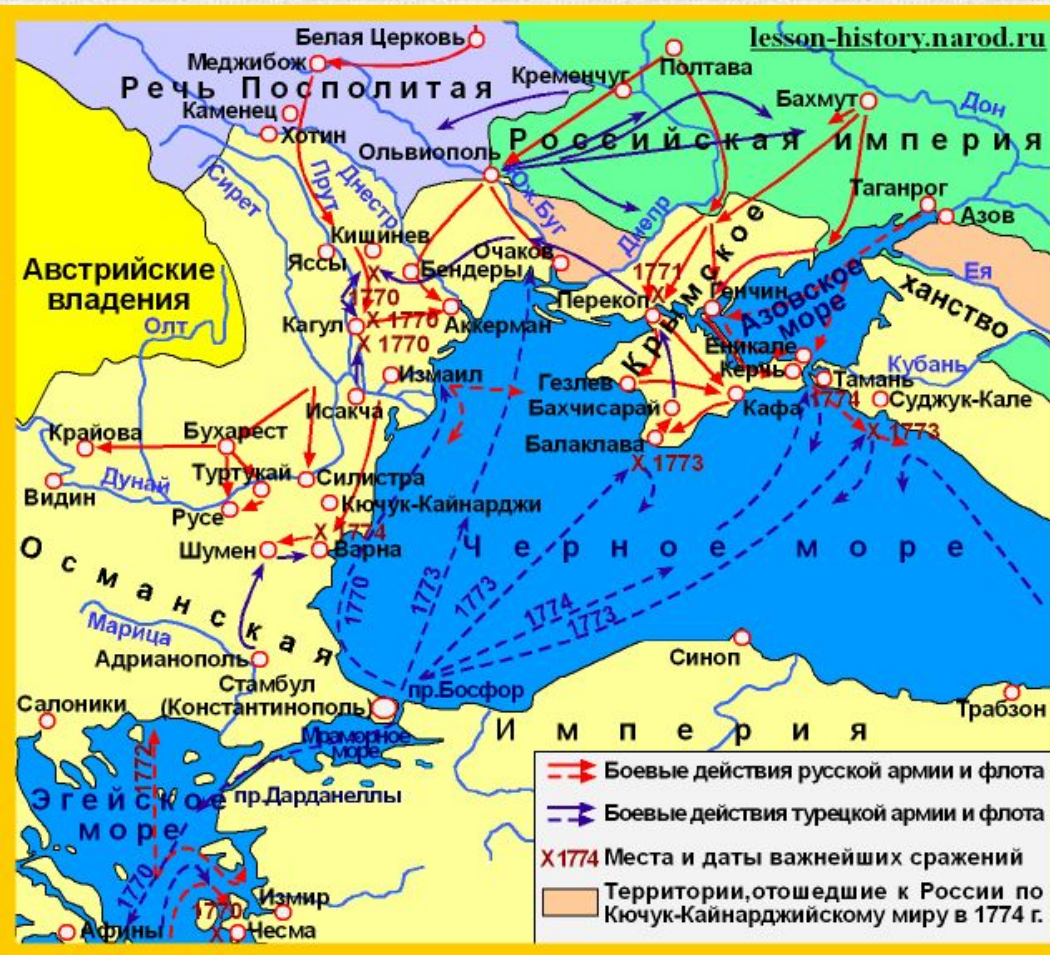 lesson-history.narod.ru
Белая Церковь
Меджибож
Полтава
Кременчуг
Речь Посполитая
Бахмут
Дон
Каменец
Хотин
Российская империя
Ольвиополь
Сирет
Прут
Днестр
Юж.Буг
Днепр
Таганрог
Азов
Кишинев
Яссы
Бендеры
Очаков
1771
Перекоп
Генчин
Крымское
ханство
Азовское
море
Ея
Австрийские
владения
Олт
X
1770
X 1770
Кагул
X 1770
Аккерман
Измаил
Исакча
Еникале
Керчь
Кубань
Тамань
1774
Суджук-Кале
Гезлев
Бахчисарай
Кафа
Балаклава
X 1773
X 1773
Крайова
Бухарест
Туртукай
Силистра
Видин
Дунай
Русе
Кючук-Кайнарджи
X 1774
Шумен
Варна
Черное море
Османская
Империя
1770
1773
1773
1774
1773
Марица
Адрианополь
Стамбул
(Константинополь)
пр.Босфор
Синоп
Трабзон
Салоники
Мраморное
море
1772
Эгейское
море
пр.Дарданеллы
1770
Измир
1770
X
Афины
Чесма
Боевые действия русской армии и флота
Боевые действия турецкой армии и флота
X 1774 Места и даты важнейших сражений
Территории,отошедшие к России по
Кючук-Кайнарджийскому миру в 1774 г.